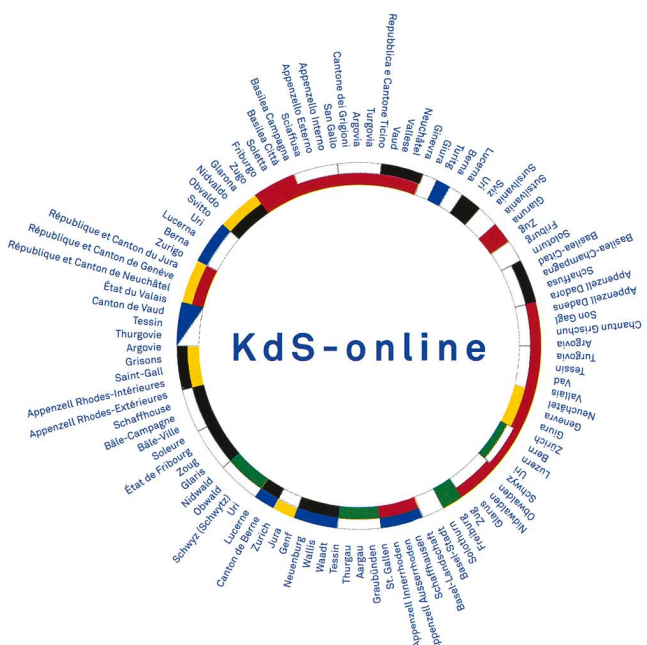 KdS-online
Repubblica e Cantone Ticino
Vaud
Vallese
Neuchâtel
Ginevra
Giura
Turitg
Berna
Lucerna
Uri
Sviz
Sursilvania
Sutsilvania
Glaruna
Zug
Friburg
Soloturn
Basilea-Citad
Basilea-Champagna
Schaffusa
Appenzell Dadora
Appenzell Dadens
Son Gagl
Chantun Grischun
Argovia
Turgovia
Tessin
Vad
Vallais
Neuchâtel
Genevra
Giura
Zürich
Bern
Luzern
Uri
Schwyz
Obwalden
Nidwalden
Glarus
Zug
Freiburg
Solothurn
Basel-Stadt
Basel-Landschaft
Schaffhausen
Appenzell Ausserrhoden
Appenzell Innerrhoden
St. Gallen
Graubünden
Aargau
Thurgau
Tessin
Waadt
Wallis
Neuenburg
Genf
Jura
Zurich
Canton de Berne
Lucerne
Uri
Schwyz (Schwytz)
Obwald
Nidwald
Glaris
Zoug
État de Fribourg
Soleure
Bâle-Ville
Bâle-Campagne
Schaffhouse
Appenzell Rhodes-Extérieures
Appenzell Rhodes-Intérieures
Saint-Gall
Grisons
Argovie
Thurgovie
Tessin
Canton de Vaud
État du Valais
République et Canton de Neuchâtel
République et Canton de Genève
République et Canton du Jura
Zurigo
Berna
Lucerna
Uri
Svitto
Obvaldo
Nidvaldo
Glarona
Zugo
Friburgo
Soletta
Basilea Città
Basilea Campagna
Sciaffusa
Appenzello Esterno
Appenzello Interno
San Gallo
Cantone dei Grigioni
Argovia
Turgovia